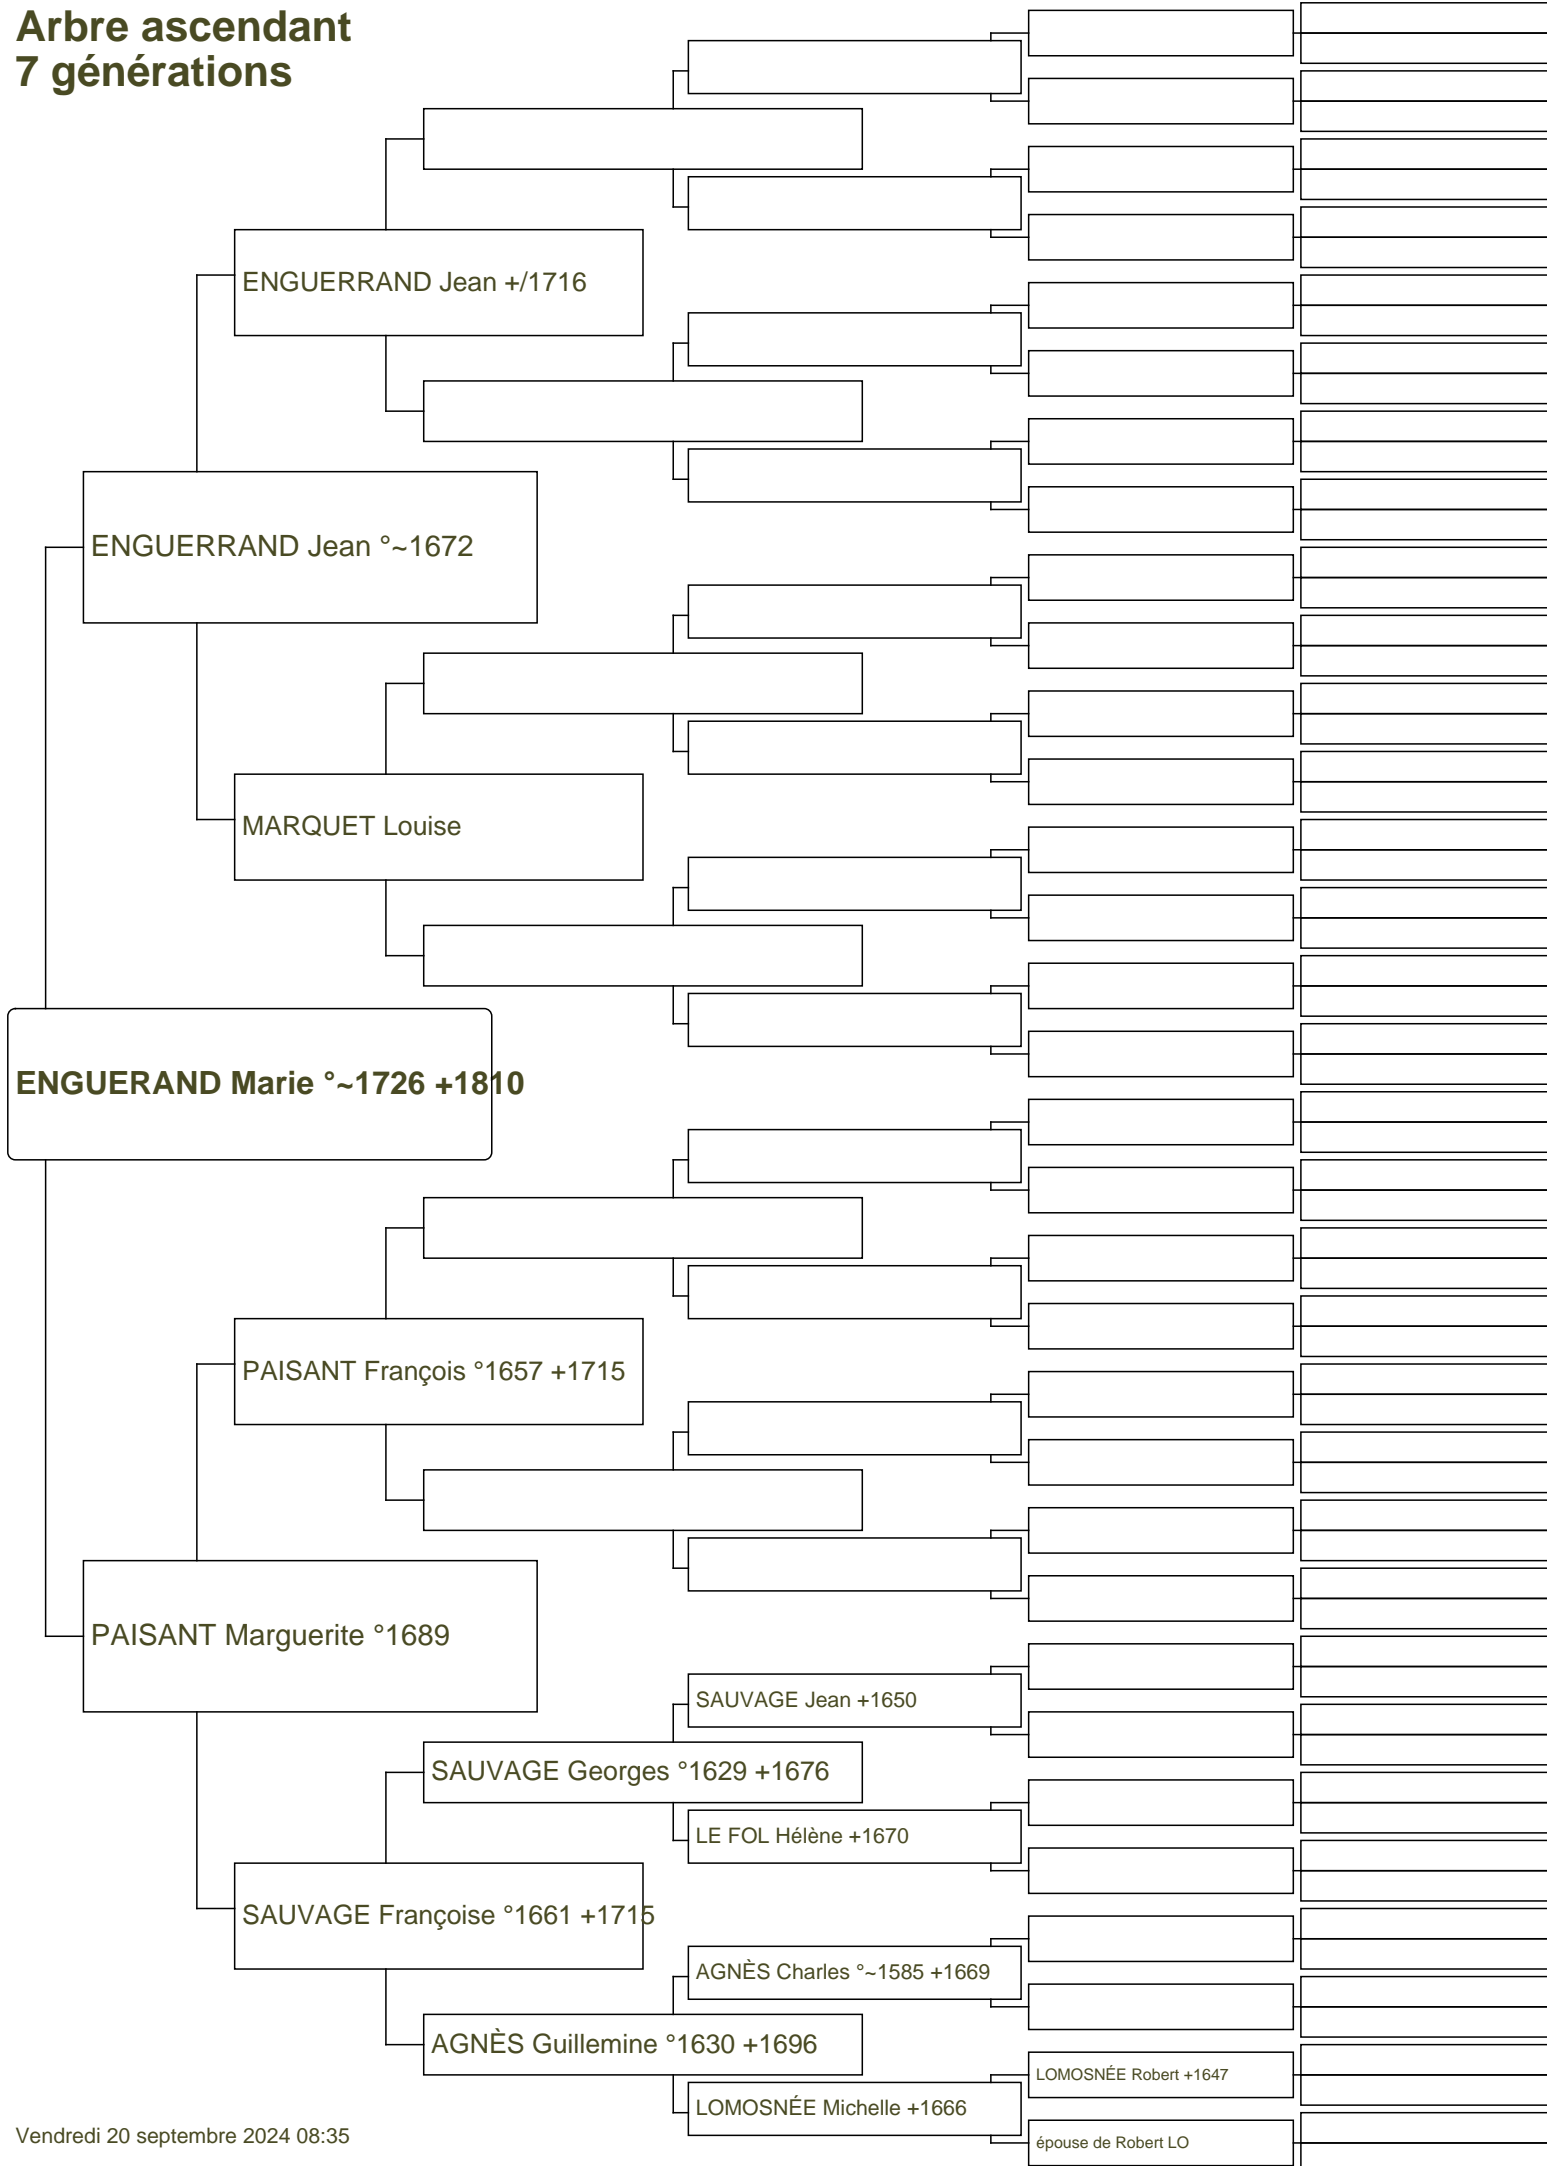 Arbre ascendant
7 générations
ENGUERRAND Jean +/1716
ENGUERRAND Jean °~1672
MARQUET Louise
ENGUERAND Marie °~1726 +1810
PAISANT François °1657 +1715
PAISANT Marguerite °1689
SAUVAGE Jean +1650
SAUVAGE Georges °1629 +1676
LE FOL Hélène +1670
SAUVAGE Françoise °1661 +1715
AGNÈS Charles °~1585 +1669
AGNÈS Guillemine °1630 +1696
LOMOSNÉE Robert +1647
LOMOSNÉE Michelle +1666
épouse de Robert LO
Vendredi 20 septembre 2024 08:35